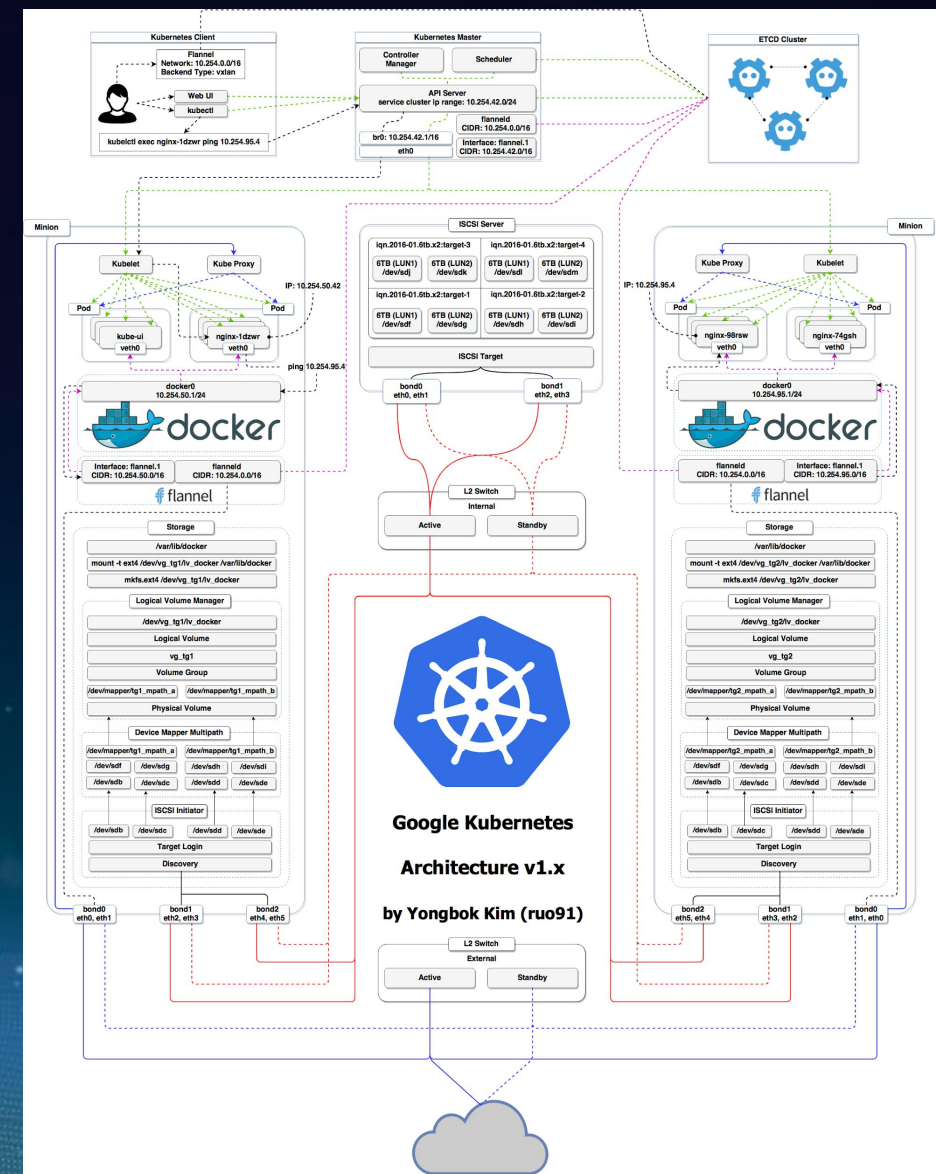 Kubernetes Client
Flannel
Network: 10.254.0.0/16
Backend Type: vxlan
Web UI
kubectl
kubelctl exec nginx-1dzwr ping 10.254.95.4
Kubernetes Master
Controller
Manager
Scheduler
API Server
service cluster ip range: 10.254.42.0/24
flanneld
CIDR: 10.254.0.0/16
br0: 10.254.42.1/16
eth0
Interface: flannel.1
CIDR: 10.254.42.0/16
ETCD Cluster
Minion
Kubelet
Kube Proxy
IP: 10.254.50.42
Pod
Pod
kube-ui
veth0
nginx-1dzwr
veth0
ping 10.254.95.4
docker0
10.254.50.1/24
docker
Interface: flannel.1
CIDR: 10.254.50.0/16
flanneld
CIDR: 10.254.0.0/16
flannel
Storage
/var/lib/docker
mount -t ext4 /dev/vg_tg1/lv_docker /var/lib/docker
mkfs.ext4 /dev/vg_tg1/lv_docker
Logical Volume Manager
/dev/vg_tg1/lv_docker
Logical Volume
vg_tg1
Volume Group
/dev/mapper/tg1_mpath_a
/dev/mapper/tg1_mpath_b
Physical Volume
Device Mapper Multipath
/dev/mapper/tg1_mpath_a
/dev/mapper/tg1_mpath_b
/dev/sdf
/dev/sdg
/dev/sdh
/dev/sdi
/dev/sdb
/dev/sdc
/dev/sdd
/dev/sde
ISCSI Initiator
/dev/sdb
/dev/sdc
/dev/sdd
/dev/sde
Target Login
Discovery
bond0
eth0, eth1
bond1
eth2, eth3
bond2
eth4, eth5
ISCSI Server
iqn.2016-01.6tb.x2:target-3
iqn.2016-01.6tb.x2:target-4
6TB (LUN1)
/dev/sdj
6TB (LUN2)
/dev/sdk
6TB (LUN1)
/dev/sdl
6TB (LUN2)
/dev/sdm
iqn.2016-01.6tb.x2:target-1
iqn.2016-01.6tb.x2:target-2
6TB (LUN1)
/dev/sdf
6TB (LUN2)
/dev/sdg
6TB (LUN1)
/dev/sdh
6TB (LUN2)
/dev/sdi
ISCSI Target
bond0
eth0, eth1
bond1
eth2, eth3
L2 Switch
Internal
Active
Standby
Google Kubernetes
Architecture v1.x
by Yongbok Kim (ruo91)
L2 Switch
External
Active
Standby
Minion
Kube Proxy
Kubelet
IP: 10.254.95.4
Pod
Pod
nginx-98rsw
veth0
nginx-74gsh
veth0
docker0
10.254.95.1/24
docker
flanneld
CIDR: 10.254.0.0/16
Interface: flannel.1
CIDR: 10.254.95.0/16
flannel
Storage
/var/lib/docker
mount -t ext4 /dev/vg_tg2/lv_docker /var/lib/docker
mkfs.ext4 /dev/vg_tg2/lv_docker
Logical Volume Manager
/dev/vg_tg2/lv_docker
Logical Volume
vg_tg2
Volume Group
/dev/mapper/tg2_mpath_a
/dev/mapper/tg2_mpath_b
Physical Volume
Device Mapper Multipath
/dev/mapper/tg2_mpath_a
/dev/mapper/tg2_mpath_b
/dev/sdf
/dev/sdg
/dev/sdh
/dev/sdi
/dev/sdb
/dev/sdc
/dev/sdd
/dev/sde
ISCSI Initiator
/dev/sdb
/dev/sdc
/dev/sdd
/dev/sde
Target Login
Discovery
bond2
eth5, eth4
bond1
eth3, eth2
bond0
eth1, eth0